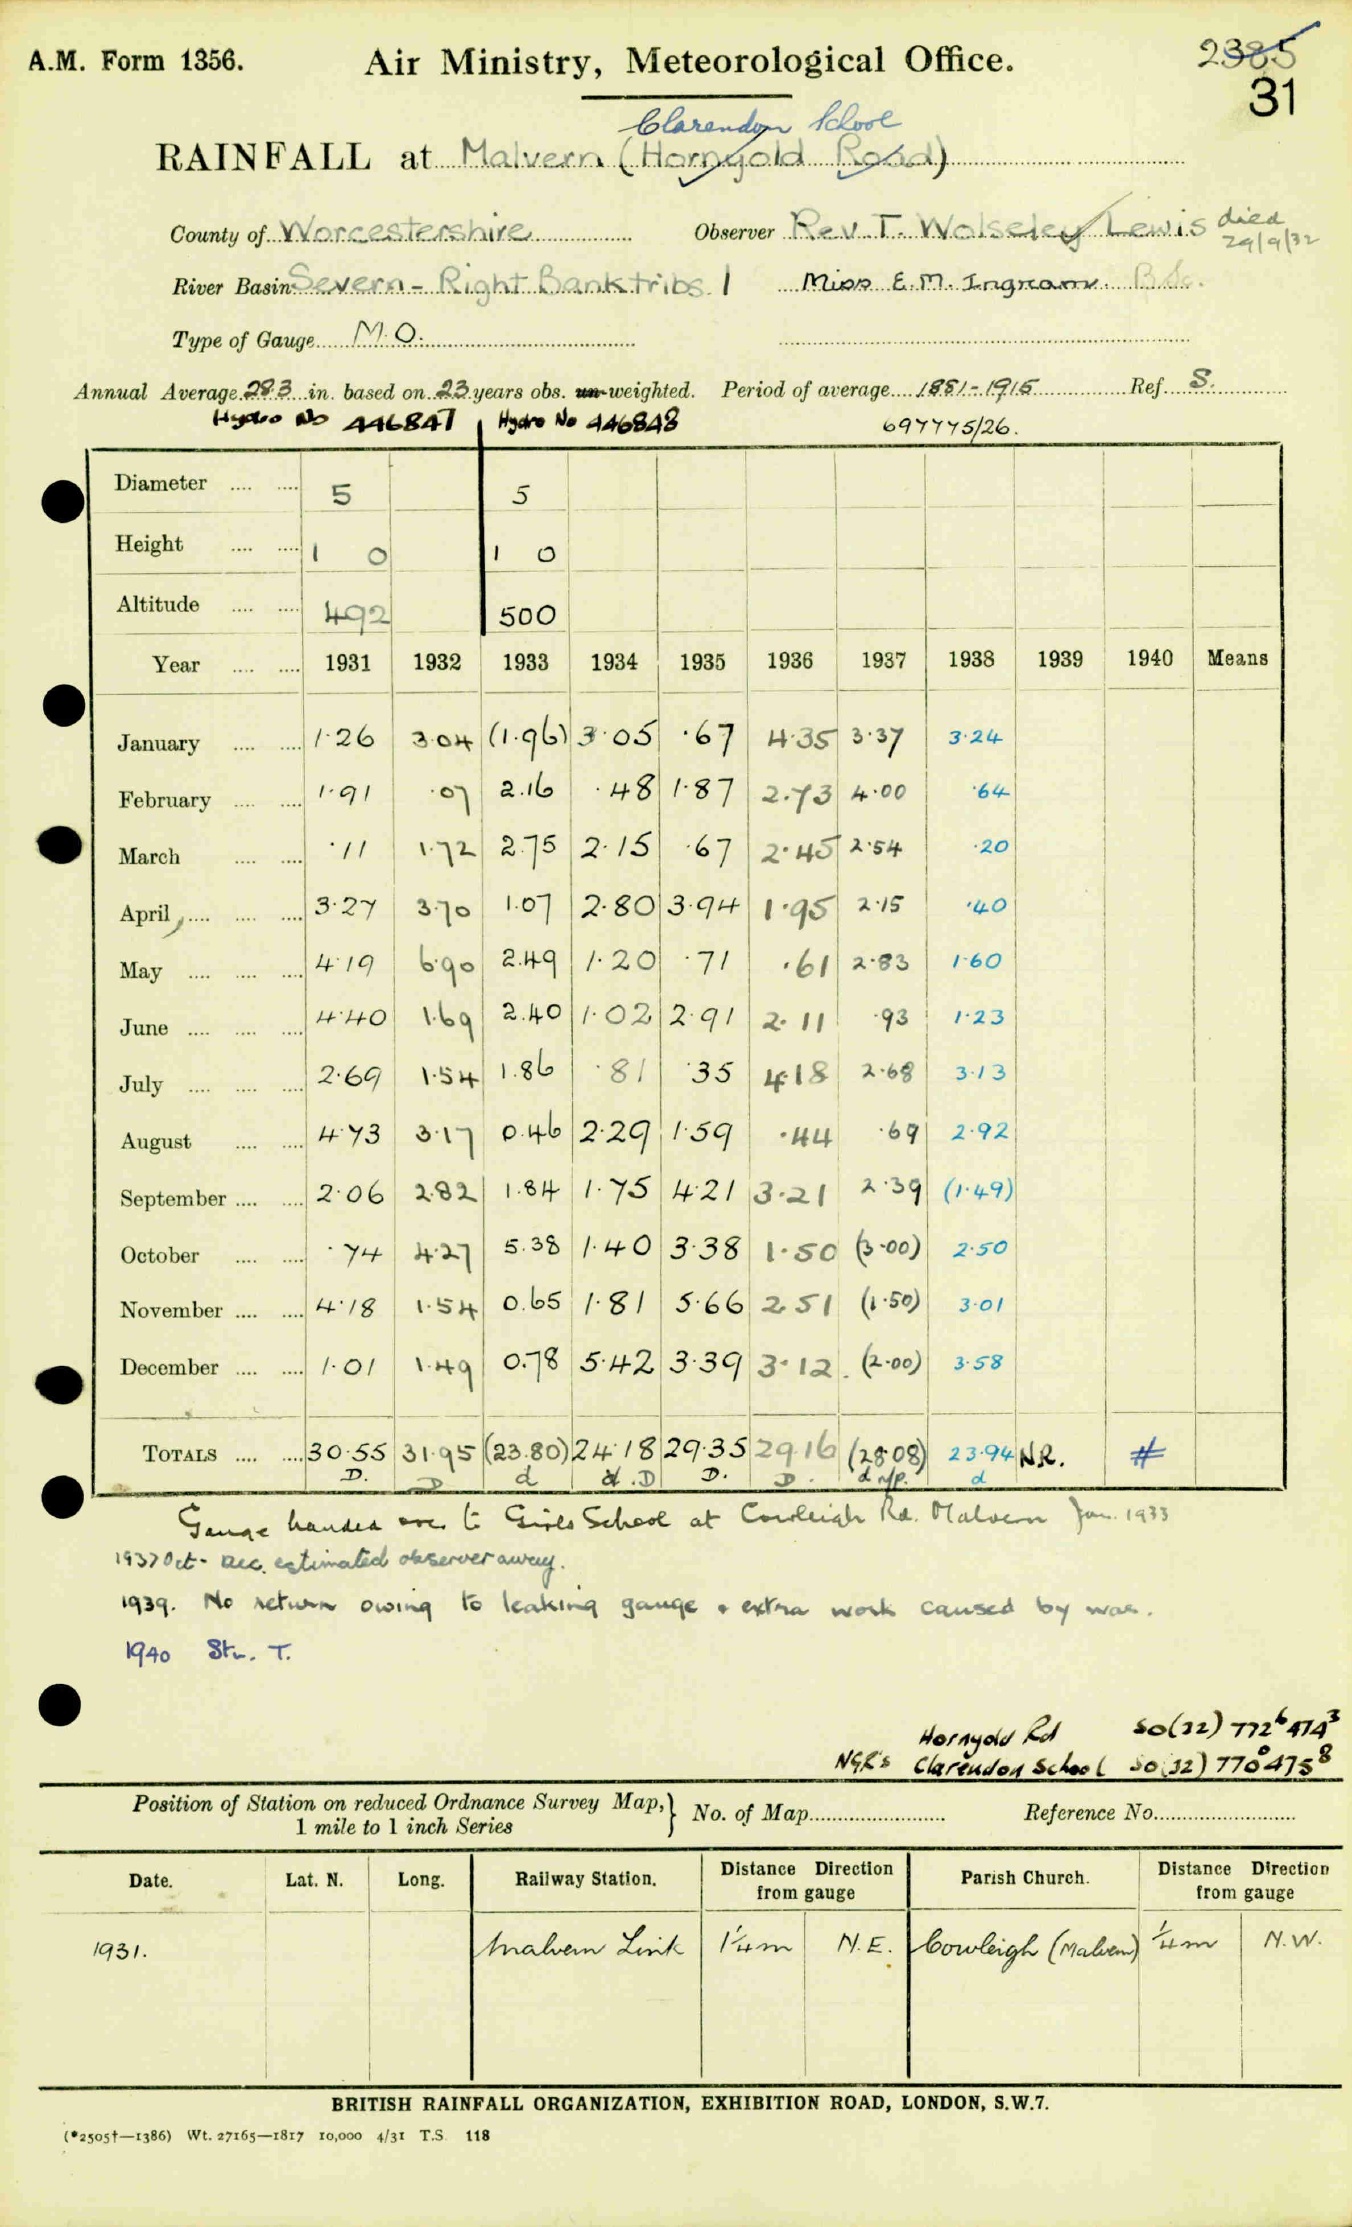 A.M. Form 1356.
Air Ministry, Meteorological Office.
2385
31
Clarendon School
RAINFALL at Malvern (Hornyold Road)
County of Worcestershire Observer Rev. T. Wolseley Lewis died 29/9/32
River Basin Severn - Right Bank tribs. 1 Miss E.M. Ingram. B.Sc.
Type of Gauge M.O.
Annual Average 28.3 in. based on 23 years obs. un-weighted. Period of average 1881-1915 Ref. S.
Hydro No 446847 Hydro No 446848 697775/26.
Diameter 5 5
Height 1 0 1 0
Altitude 492 500
Year 1931 1932 1933 1934 1935 1936 1937 1938 1939 1940 Means
January 1.26 3.04 (1.96) 3.05 .67 4.35 3.37 3.24
February 1.91 .07 2.16 .48 1.87 2.73 4.00 .64
March .11 1.72 2.75 2.15 .67 2.45 2.54 .20
April 3.27 3.70 1.07 2.80 3.94 1.95 2.15 .40
May 4.19 6.90 2.49 1.20 .71 .61 2.83 1.60
June 4.40 1.69 2.40 1.02 2.91 2.11 .93 1.23
July 2.69 1.54 1.86 .81 .35 4.18 2.68 3.13
August 4.73 3.17 0.46 2.29 1.59 .44 .69 2.92
September 2.06 2.82 1.84 1.75 4.21 3.21 2.39 (1.49)
October .74 4.27 5.38 1.40 3.38 1.50 (3.00) 2.50
November 4.18 1.54 0.65 1.81 5.66 2.51 (1.50) 3.01
December 1.01 1.49 0.78 5.42 3.39 3.12 (2.00) 3.58
TOTALS 30.55 31.95 (23.80) 24.18 29.35 29.16 (28.08) 23.94 N.R. #
D. D d d.D D. D. d d
Gauge handed over to Girls School at Cowleigh Rd. Malvern Jan. 1933
1937 Oct - Dec. estimated observer away.
1939. No return owing to leaking gauge & extra work caused by war.
1940 Stn. T.
Hornyold Rd SO(32) 772⁶ 474³
NGR's Clarendon School SO(32) 770⁰ 475⁸
Position of Station on reduced Ordnance Survey Map, } No. of Map Reference No.
1 mile to 1 inch Series
Date. Lat. N. Long. Railway Station. Distance Direction from gauge Parish Church. Distance Direction from gauge
1931. Malvern Link 1¼m N.E. Cowleigh (Malvern) ¼m N.W.
BRITISH RAINFALL ORGANIZATION, EXHIBITION ROAD, LONDON, S.W.7.
(*2505†—1386) Wt. 27165—1817 10,000 4/31 T.S. 118